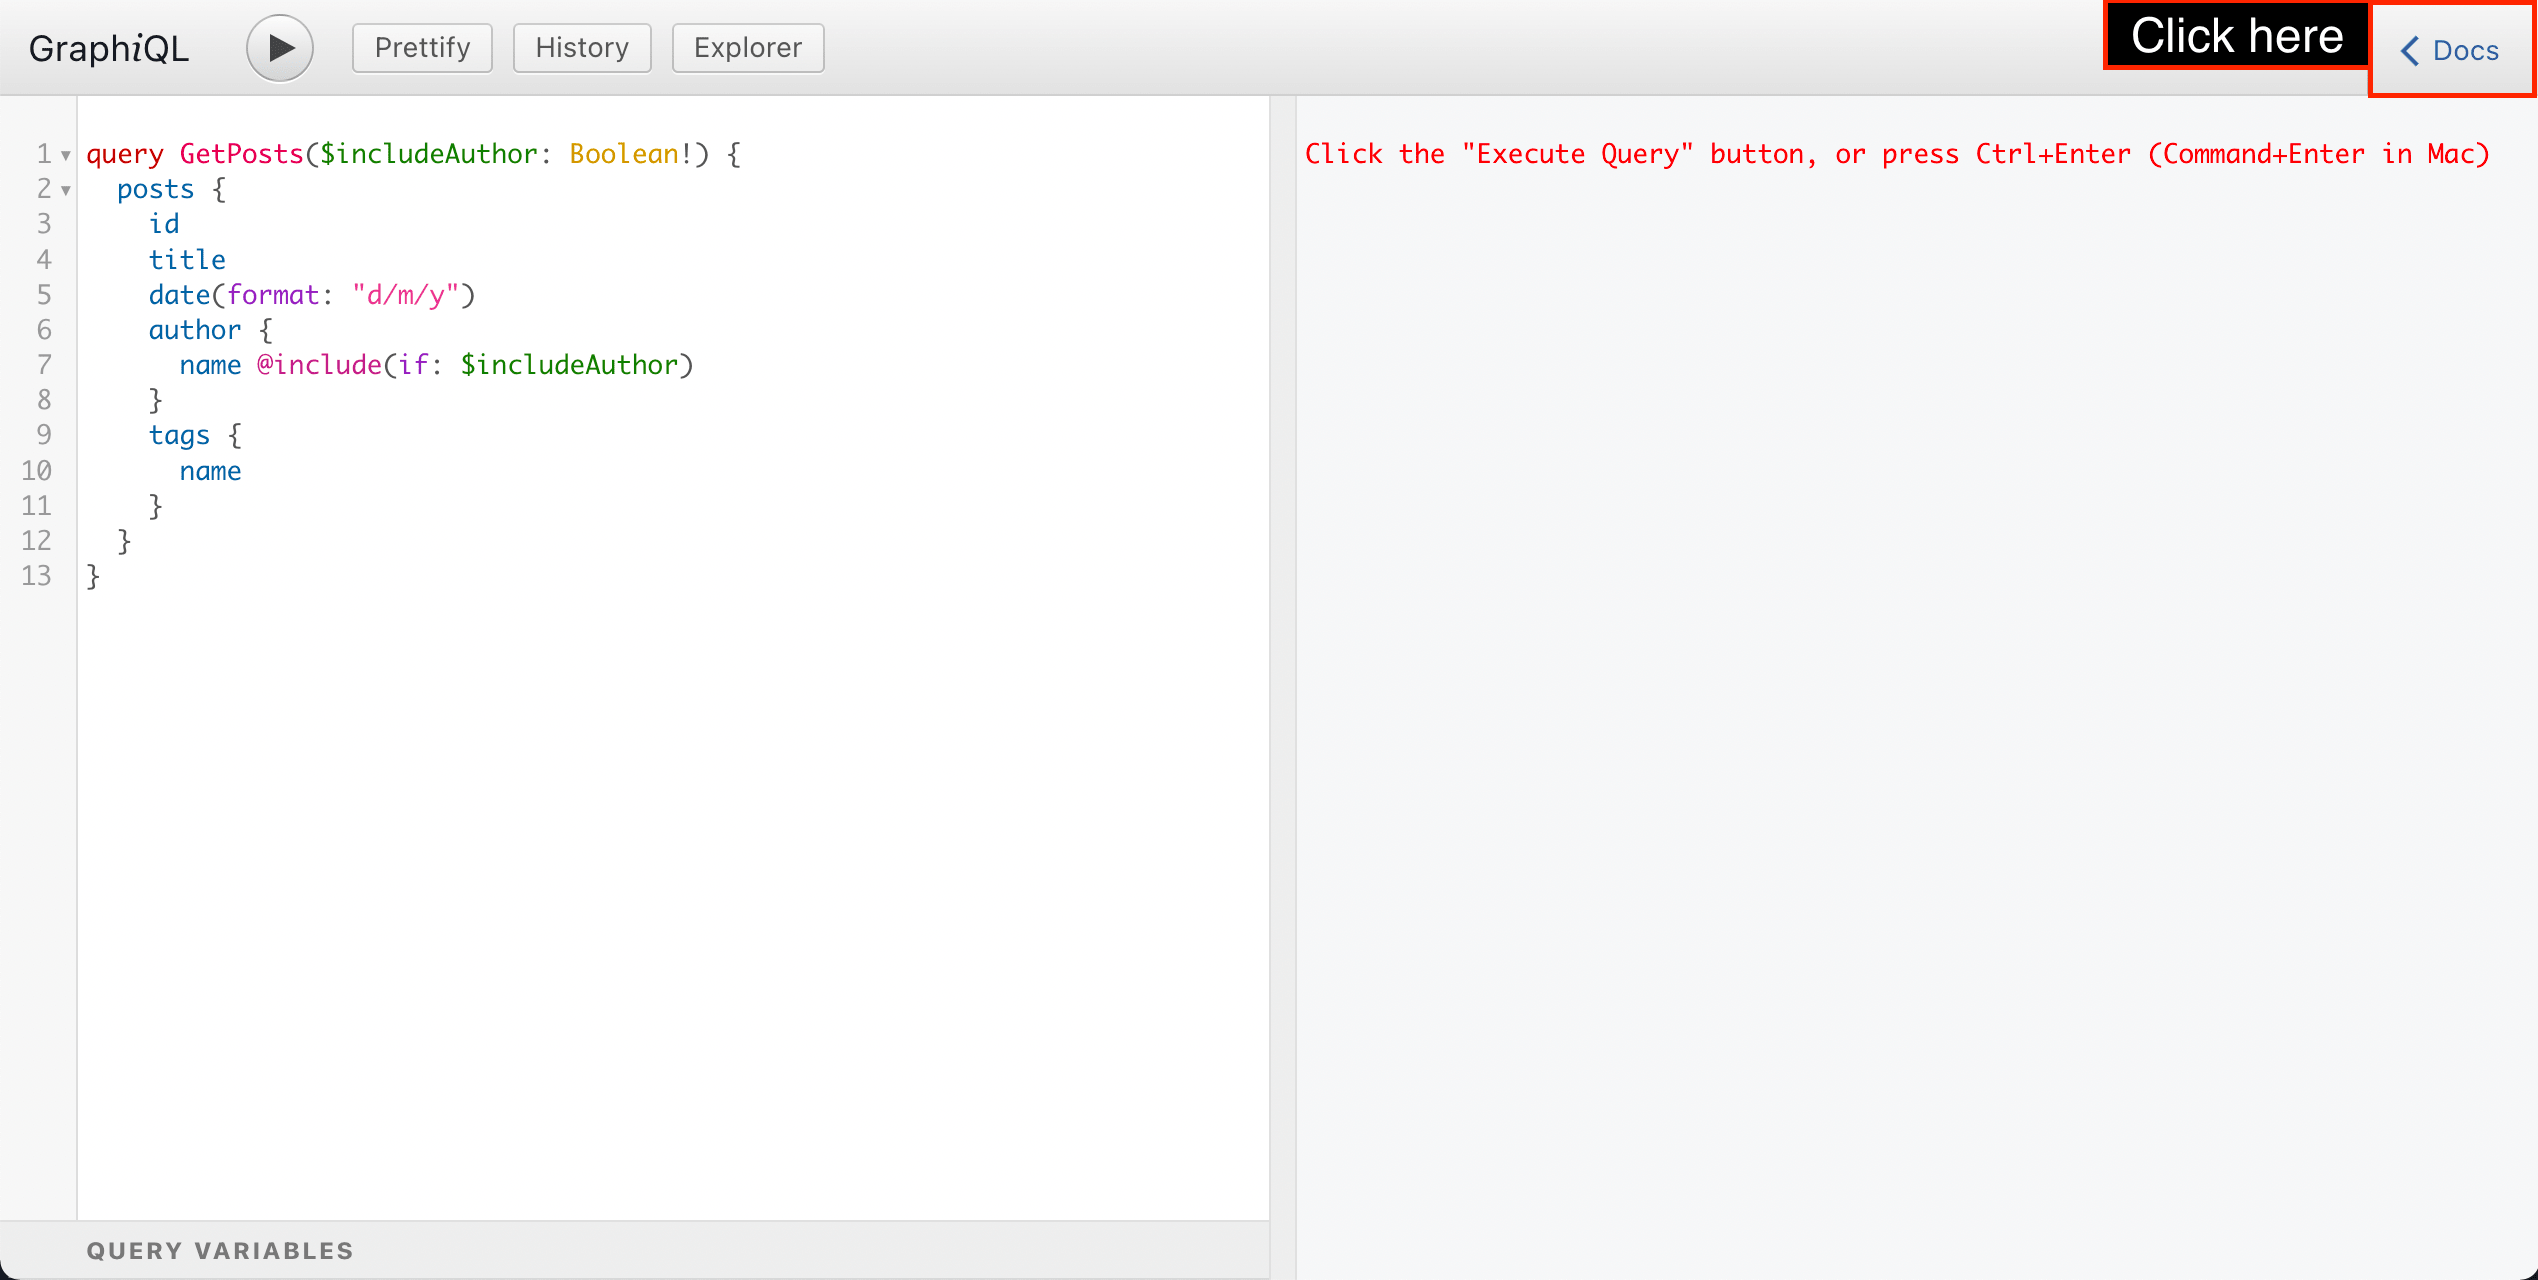 GraphiQL Prettify History Explorer Click here Docs
1 query GetPosts($includeAuthor: Boolean!) {
2   posts {
3     id
4     title
5     date(format: "d/m/y")
6     author {
7       name @include(if: $includeAuthor)
8     }
9     tags {
10       name
11     }
12   }
13 }
Click the "Execute Query" button, or press Ctrl+Enter (Command+Enter in Mac)
QUERY VARIABLES